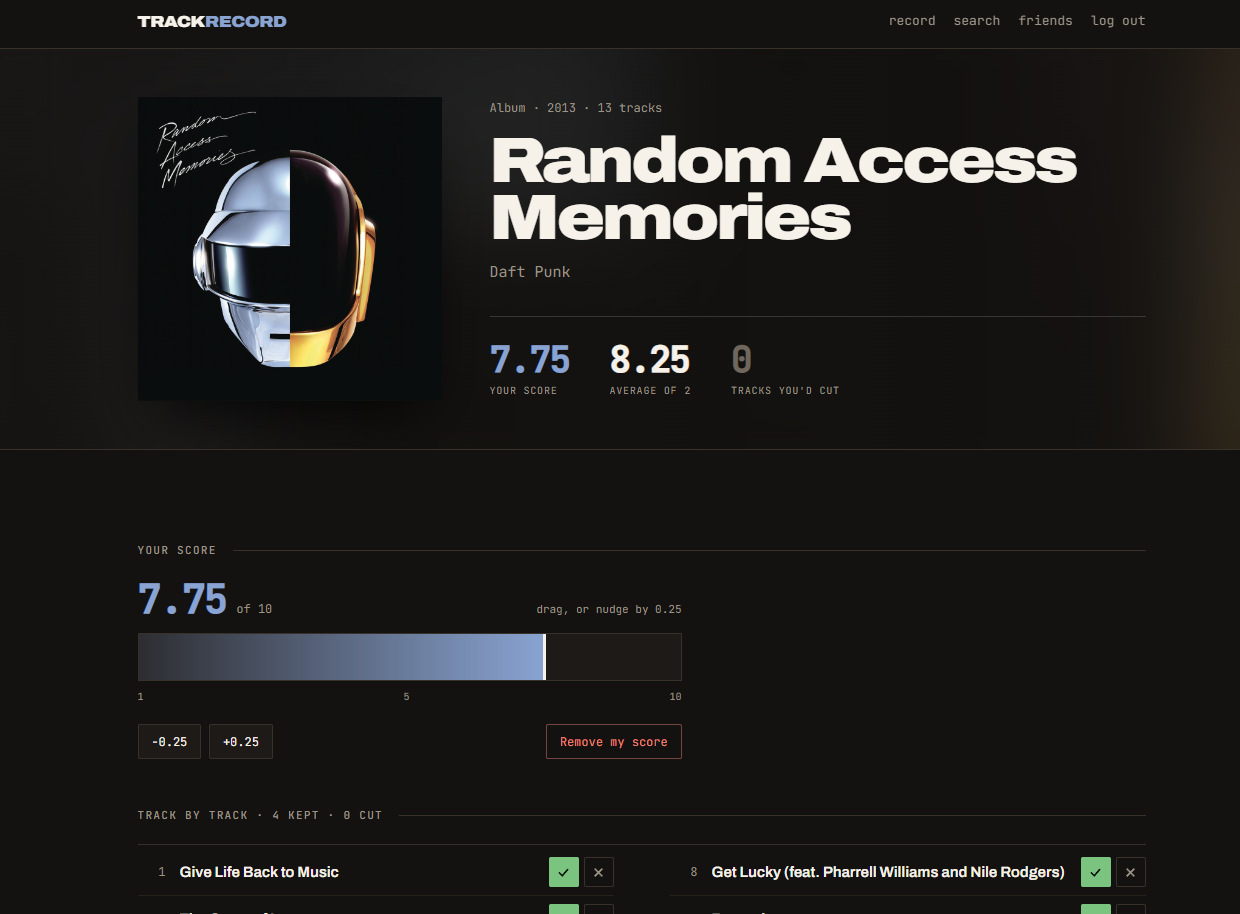 TRACKRECORD
record search friends log out
Random
Access
Memories
Album · 2013 · 13 tracks
Random Access
Memories
Daft Punk
7.75 8.25 0
YOUR SCORE AVERAGE OF 2 TRACKS YOU'D CUT
YOUR SCORE
7.75 of 10 drag, or nudge by 0.25
1 5 10
-0.25 +0.25 Remove my score
TRACK BY TRACK · 4 KEPT · 0 CUT
1 Give Life Back to Music
8 Get Lucky (feat. Pharrell Williams and Nile Rodgers)